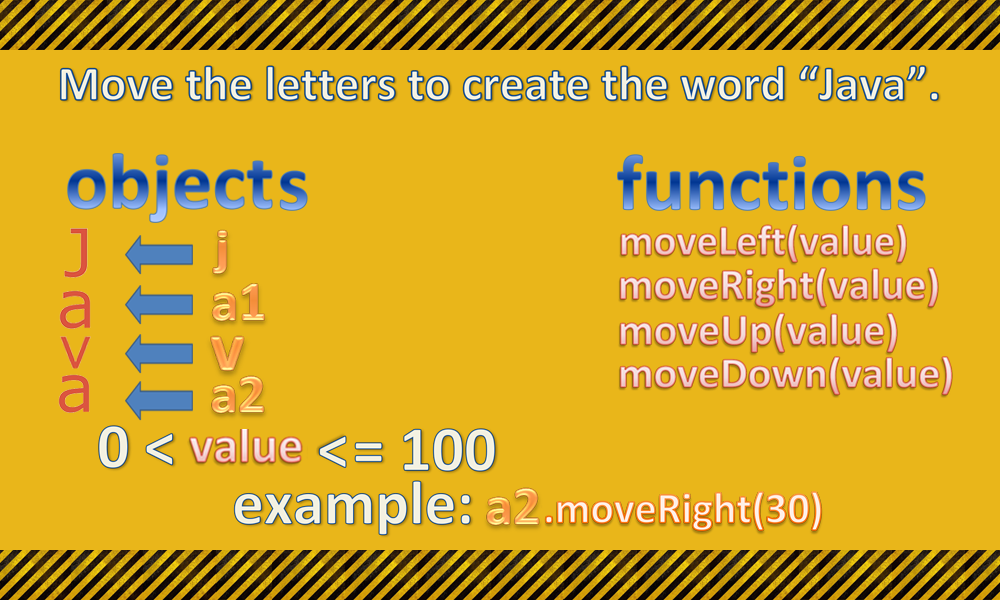 Move the letters to create the word “Java”.
objects
functions
J j
a a1
v v
a a2
moveLeft(value)
moveRight(value)
moveUp(value)
moveDown(value)
0 < value <= 100
example: a2.moveRight(30)